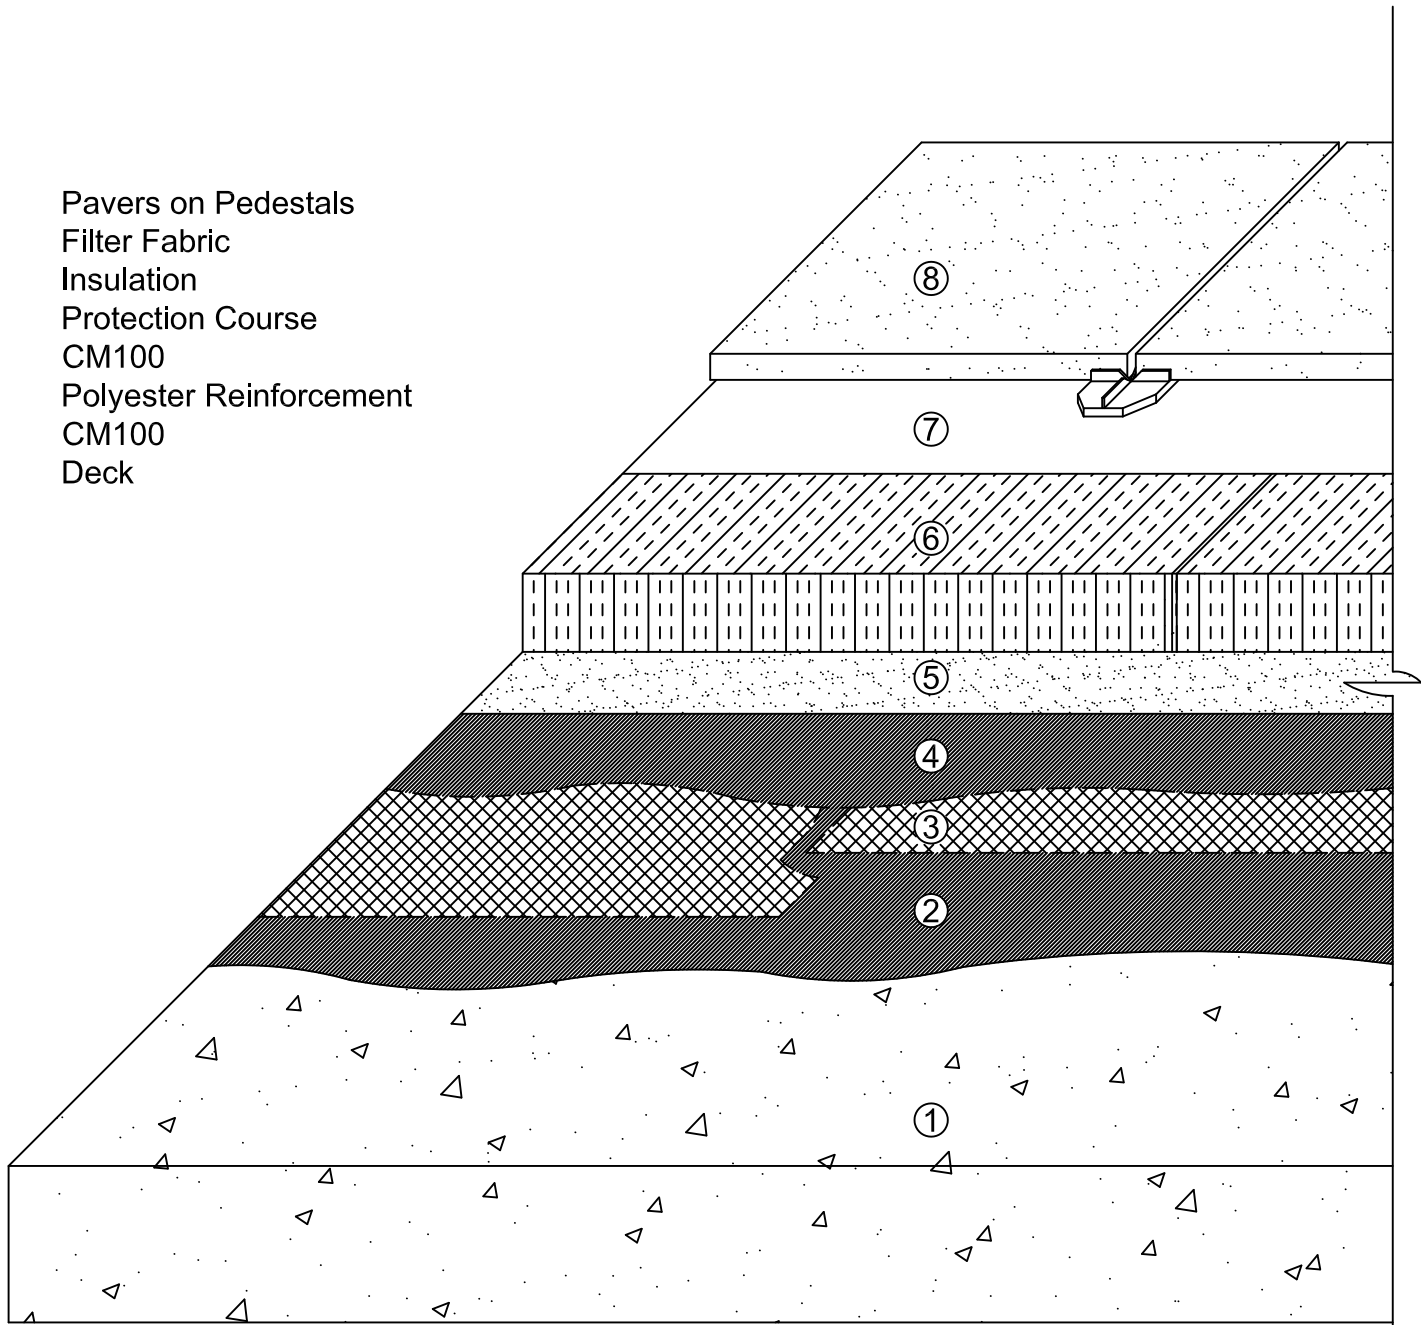 Pavers on Pedestals
Filter Fabric
Insulation
Protection Course
CM100
Polyester Reinforcement
CM100
Deck
8
7
6
5
4
3
2
1